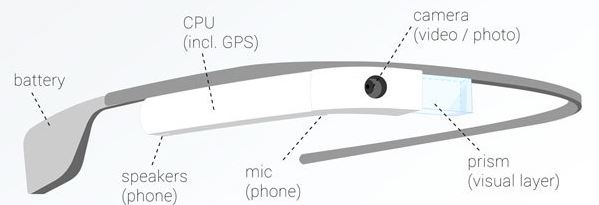 camera
(video / photo)
CPU
(incl. GPS)
battery
speakers
(phone)
mic
(phone)
prism
(visual layer)